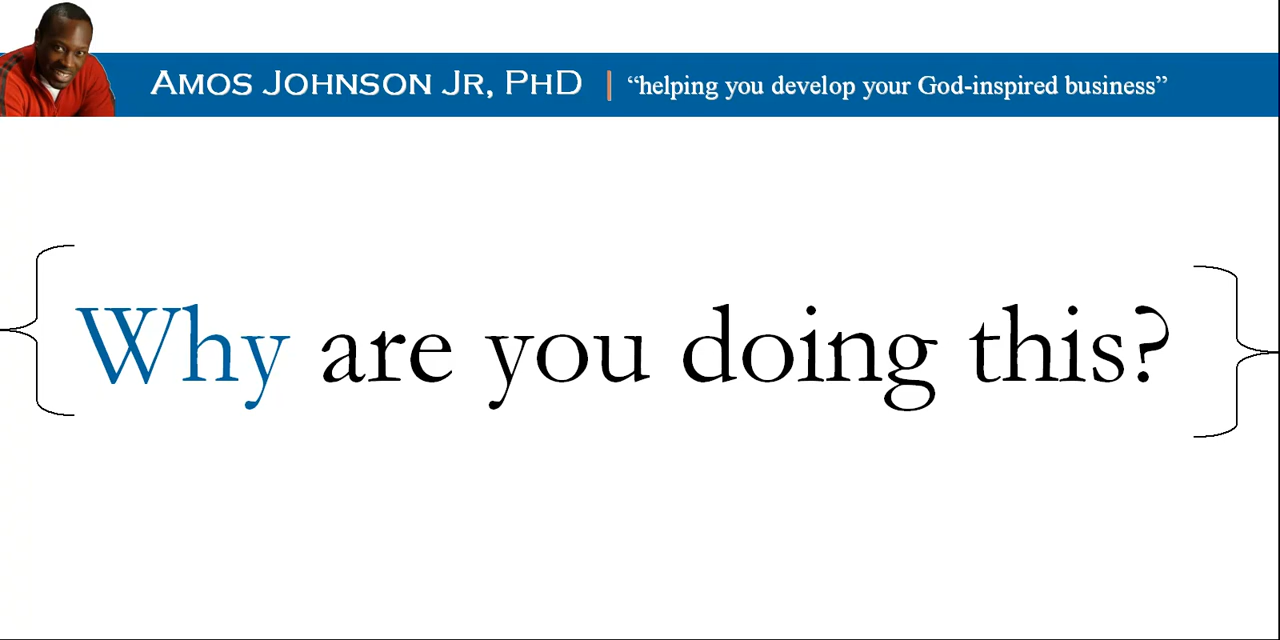 Amos Johnson Jr, PhD | “helping you develop your God-inspired business”
Why are you doing this?